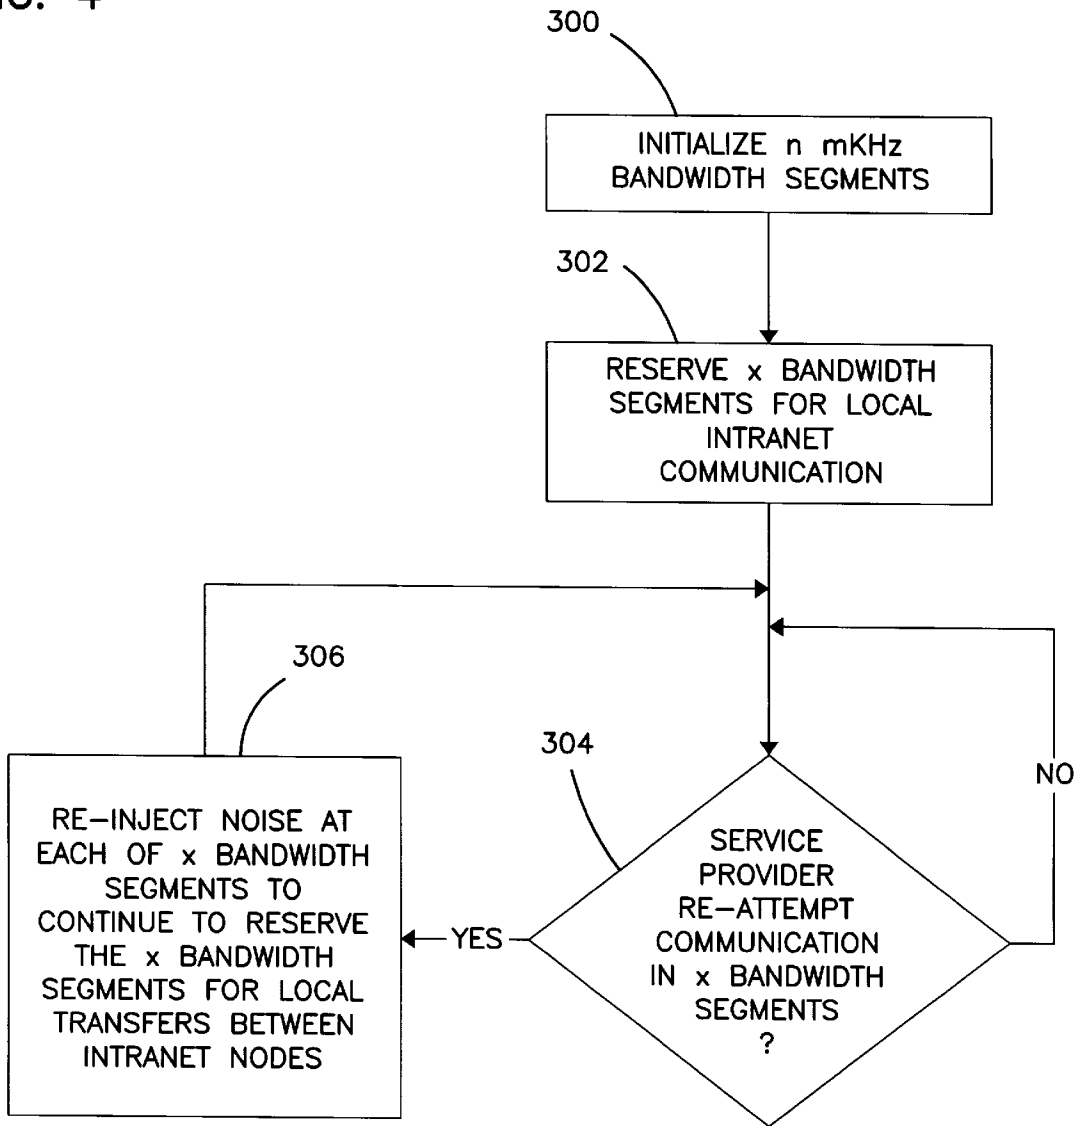 4
300
INITIALIZE n mKHz
BANDWIDTH SEGMENTS
302
RESERVE x BANDWIDTH
SEGMENTS FOR LOCAL
INTRANET
COMMUNICATION
306
304
NO
RE-INJECT NOISE AT
EACH OF x BANDWIDTH
SEGMENTS TO
CONTINUE TO RESERVE
THE x BANDWIDTH
SEGMENTS FOR LOCAL
TRANSFERS BETWEEN
INTRANET NODES
YES
SERVICE
PROVIDER
RE-ATTEMPT
COMMUNICATION
IN x BANDWIDTH
SEGMENTS
?